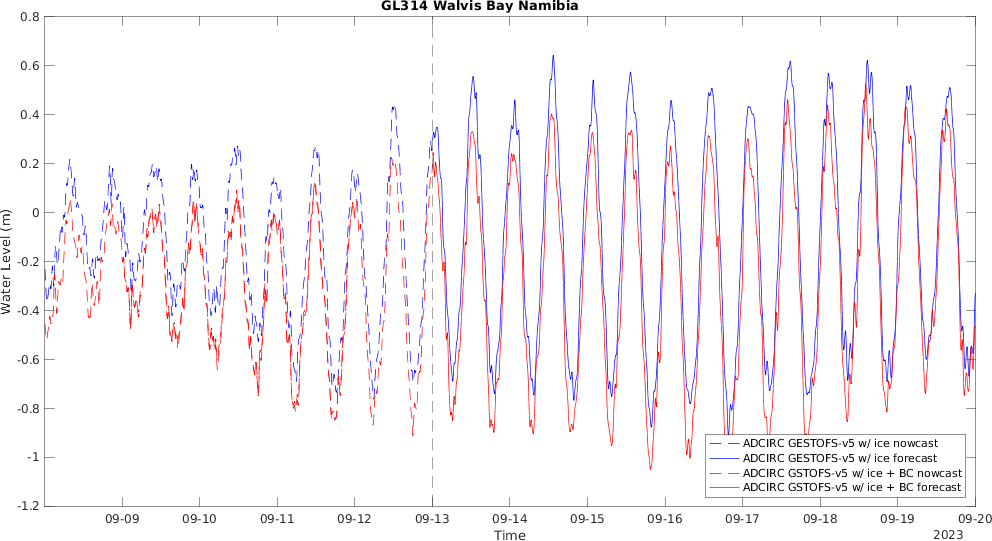 GL314 Walvis Bay Namibia
0.8
0.6
0.4
0.2
0
-0.2
-0.4
-0.6
-0.8
-1
-1.2
Water Level (m)
ADCIRC GESTOFS-v5 w/ ice nowcast
ADCIRC GESTOFS-v5 w/ ice forecast
ADCIRC GSTOFS-v5 w/ ice + BC nowcast
ADCIRC GSTOFS-v5 w/ ice + BC forecast
09-09 09-10 09-11 09-12 09-13 09-14 09-15 09-16 09-17 09-18 09-19 09-20
Time
2023